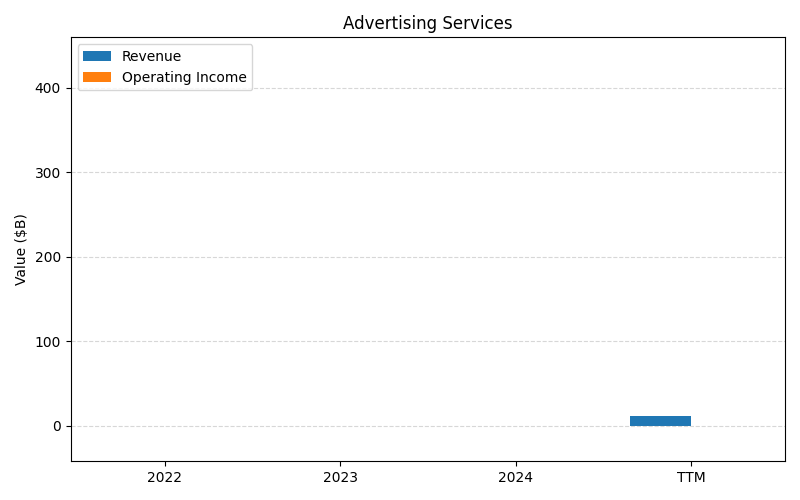 Advertising Services
Revenue
Operating Income
Value ($B)
400
300
200
100
0
2022
2023
2024
TTM